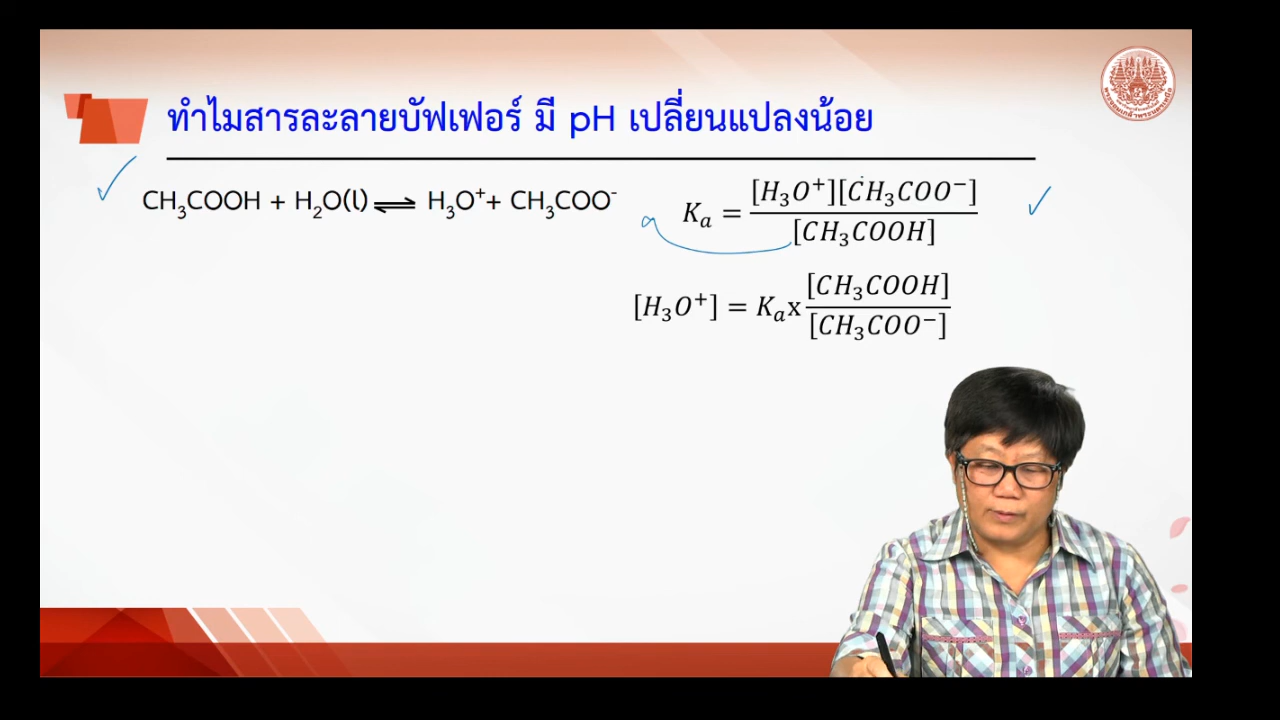 ทำไมสารละลายบัฟเฟอร์ มี pH เปลี่ยนแปลงน้อย
CH₃COOH + H₂O(l) ⇌ H₃O⁺+ CH₃COO⁻
Kₐ = [H₃O⁺][CH₃COO⁻] / [CH₃COOH]
[H₃O⁺] = Kₐx [CH₃COOH] / [CH₃COO⁻]